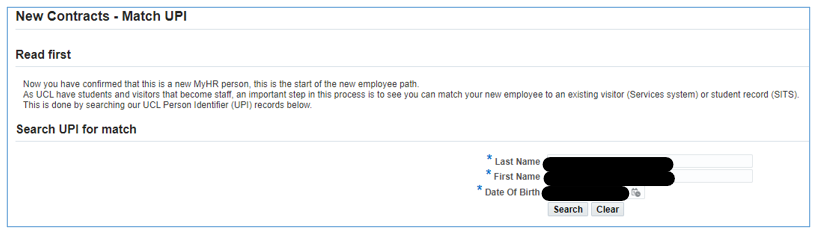 New Contracts - Match UPI
Read first
Now you have confirmed that this is a new MyHR person, this is the start of the new employee path.
As UCL have students and visitors that become staff, an important step in this process is to see you can match your new employee to an existing visitor (Services system) or student record (SITS).
This is done by searching our UCL Person Identifier (UPI) records below.
Search UPI for match
* Last Name
* First Name
* Date Of Birth
Search Clear